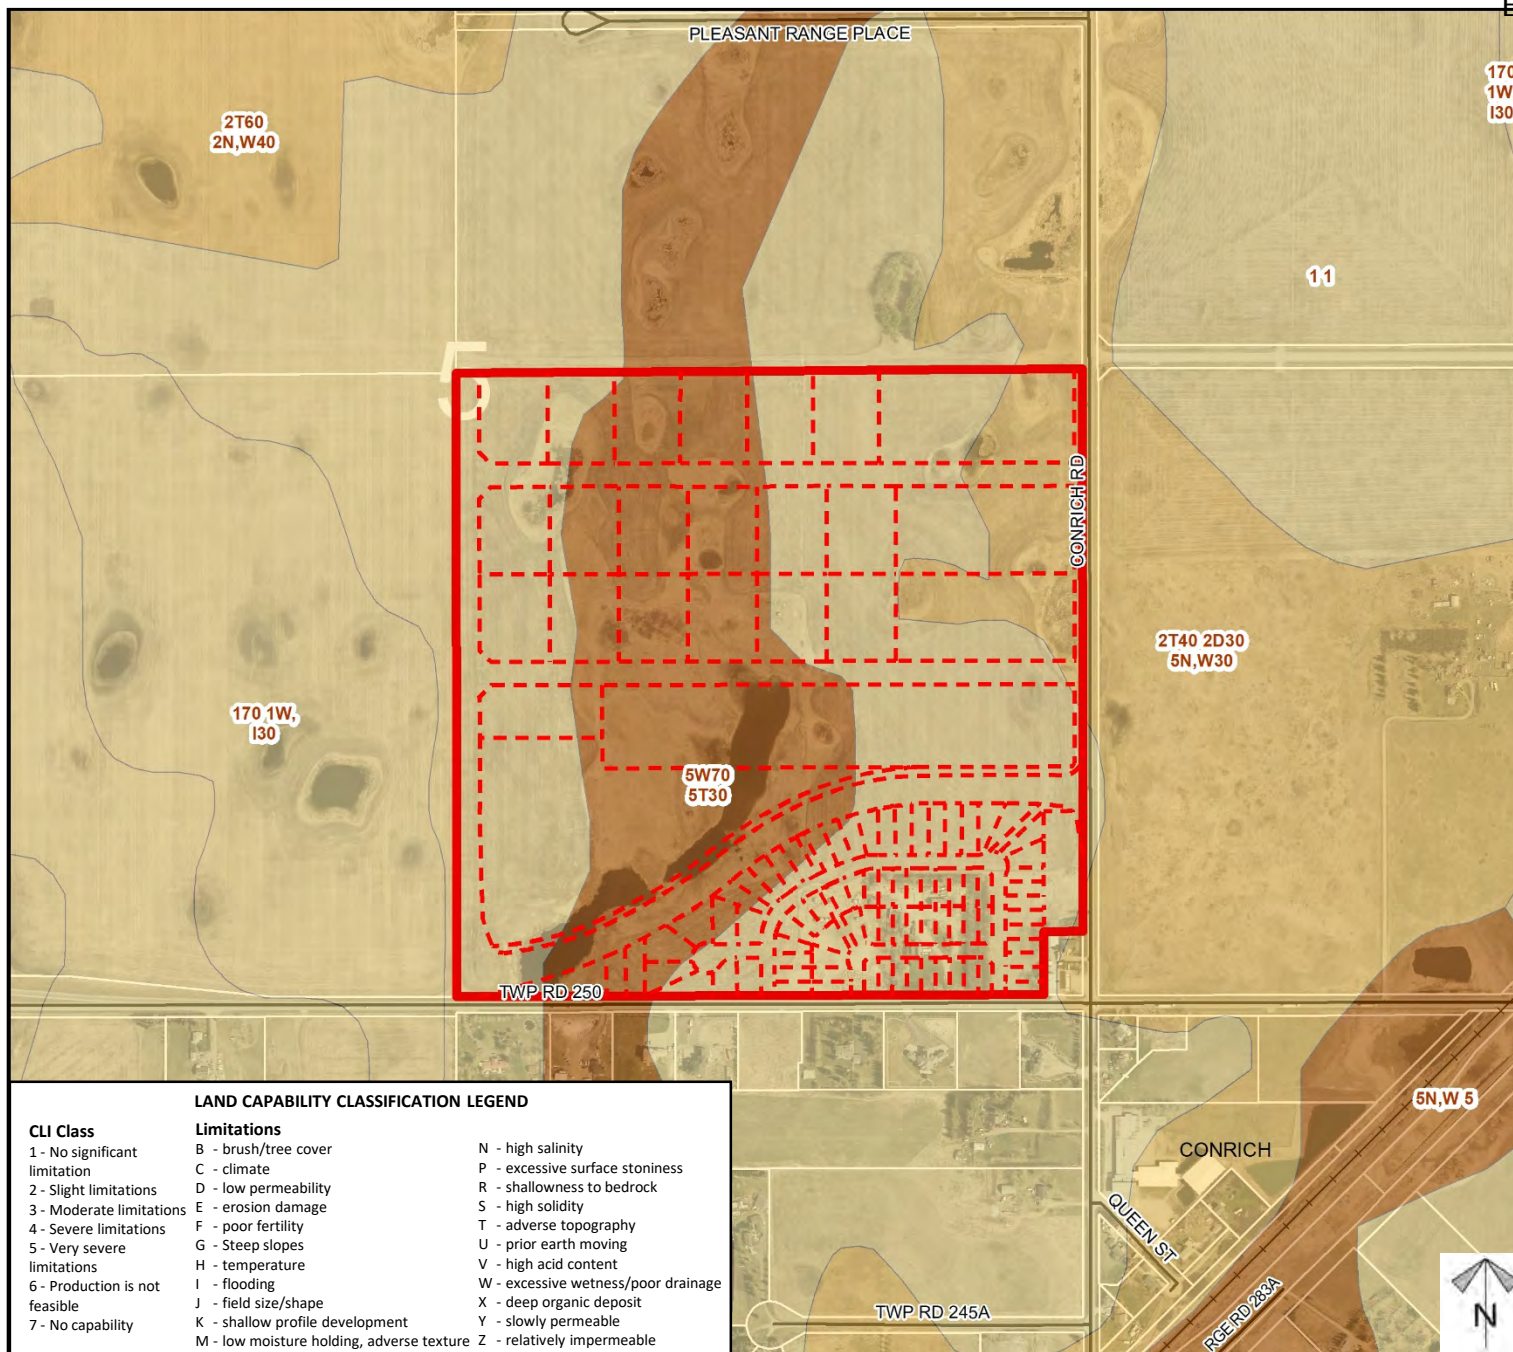 PLEASANT RANGE PLACE
170
1W
I30
2T60
2N,W40
1 1
5
CONRICH RD
2T40 2D30
5N,W30
170 1W,
I30
5W70
5T30
TWP RD 250
5N,W 5
CONRICH
QUEEN ST
TWP RD 245A
RGE RD 283A
N
LAND CAPABILITY CLASSIFICATION LEGEND
CLI Class
1 - No significant
limitation
2 - Slight limitations
3 - Moderate limitations
4 - Severe limitations
5 - Very severe
limitations
6 - Production is not
feasible
7 - No capability
Limitations
B - brush/tree cover
C - climate
D - low permeability
E - erosion damage
F - poor fertility
G - Steep slopes
H - temperature
I - flooding
J - field size/shape
K - shallow profile development
M - low moisture holding, adverse texture
N - high salinity
P - excessive surface stoniness
R - shallowness to bedrock
S - high solidity
T - adverse topography
U - prior earth moving
V - high acid content
W - excessive wetness/poor drainage
X - deep organic deposit
Y - slowly permeable
Z - relatively impermeable